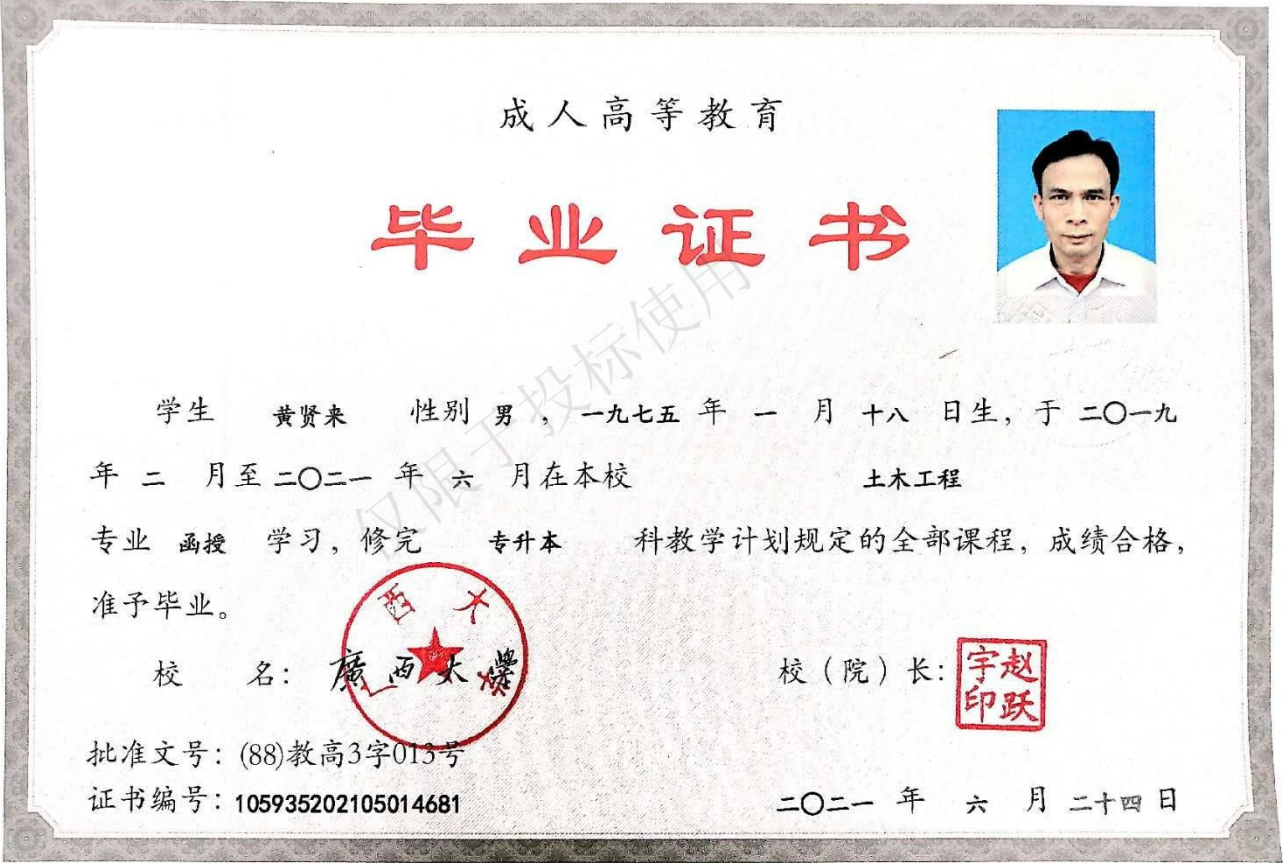 成人高等教育
毕业证书
学生 黄贤来 性别 男 ，一九七五 年 一 月 十八 日生，于 二〇一九
年 二 月至 二〇二一 年 六 月在本校 土木工程
专业 函授 学习，修完 专升本 科教学计划规定的全部课程，成绩合格，
准予毕业。
校 名：廣西大學
广西大学
校（院）长：
赵跃宇印
批准文号：(88)教高3字013号
证书编号：105935202105014681
二〇二一 年 六 月 二十四 日
仅限于投标使用